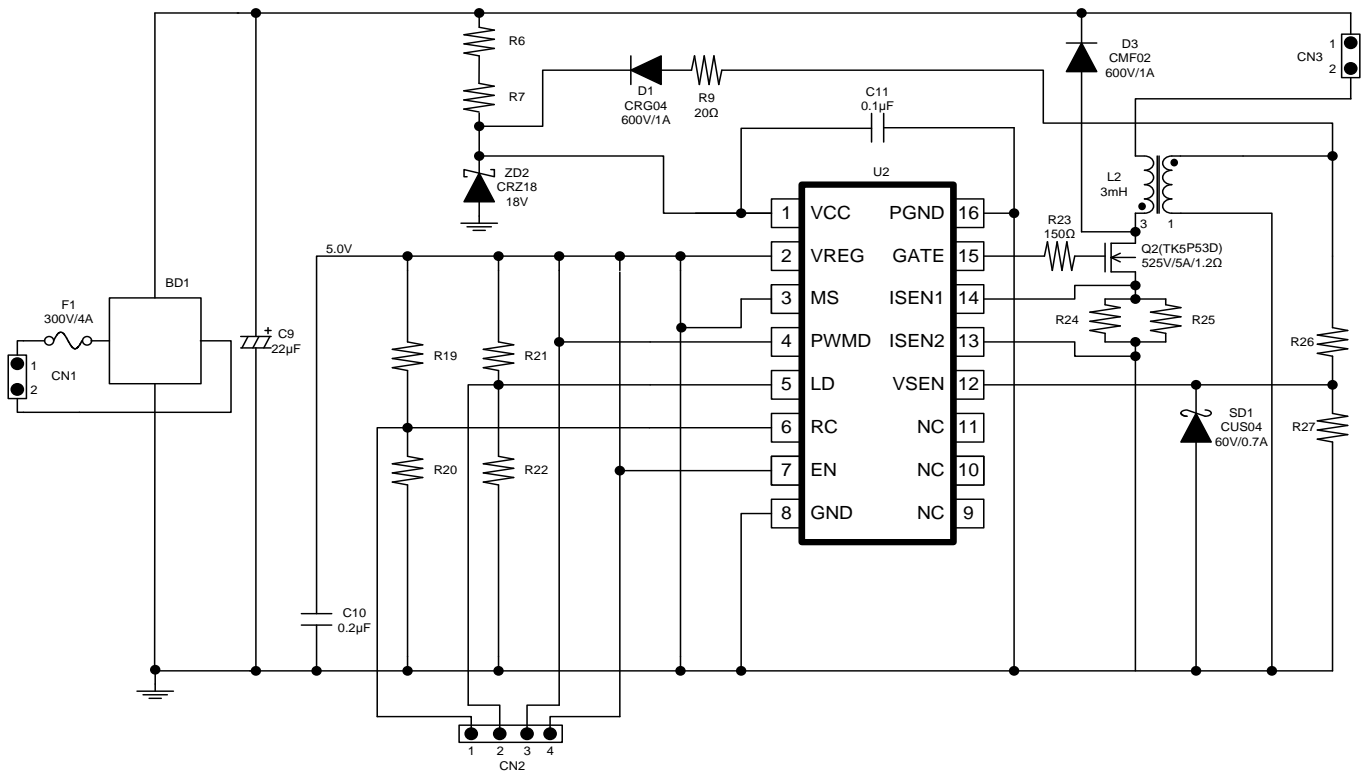 R6
R7
D1
CRG04
600V/1A
R9
20Ω
C11
0.1μF
D3
CMF02
600V/1A
1
2
CN3
ZD2
CRZ18
18V
U2
L2
3mH
3
1
1 VCC
2 VREG
3 MS
4 PWMD
5 LD
6 RC
7 EN
8 GND
PGND 16
GATE 15
ISEN1 14
ISEN2 13
VSEN 12
NC 11
NC 10
NC 9
R23
150Ω
Q2(TK5P53D)
525V/5A/1.2Ω
R24
R25
R26
R27
SD1
CUS04
60V/0.7A
5.0V
F1
300V/4A
BD1
1
2
CN1
+
C9
22μF
R19
R21
R20
R22
C10
0.2μF
1 2 3 4
CN2